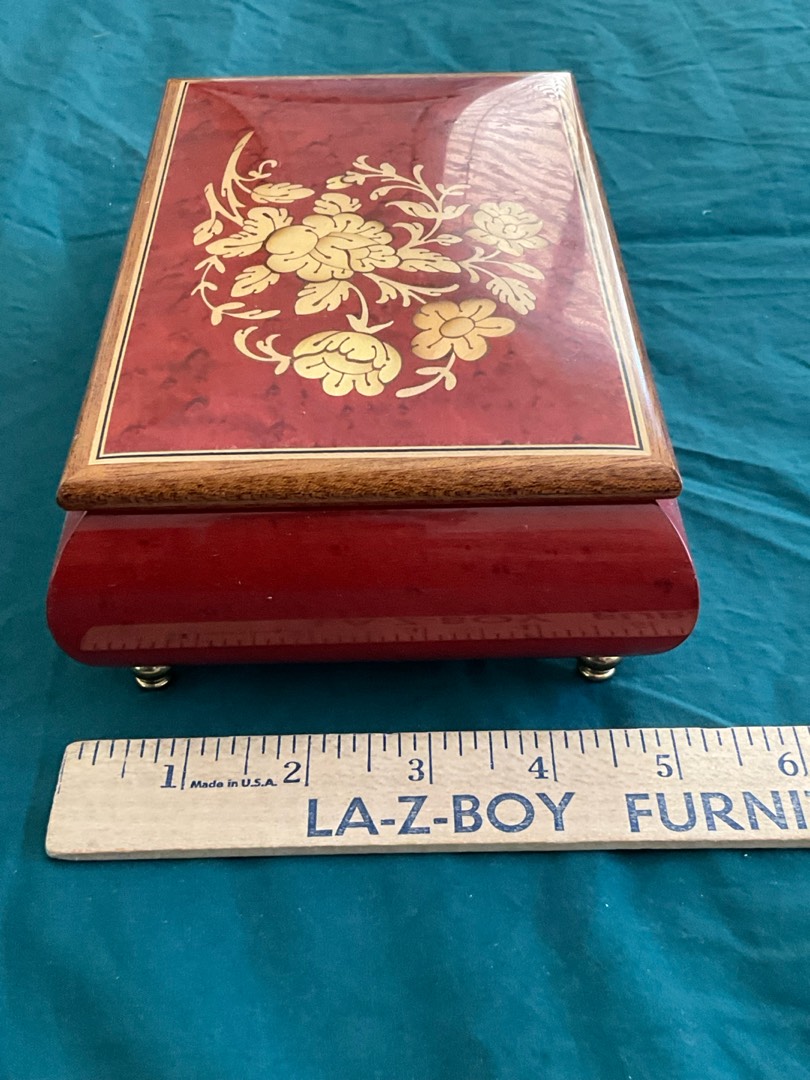 1 Made in U.S.A. 2 3 4 5 6
LA-Z-BOY FURNI